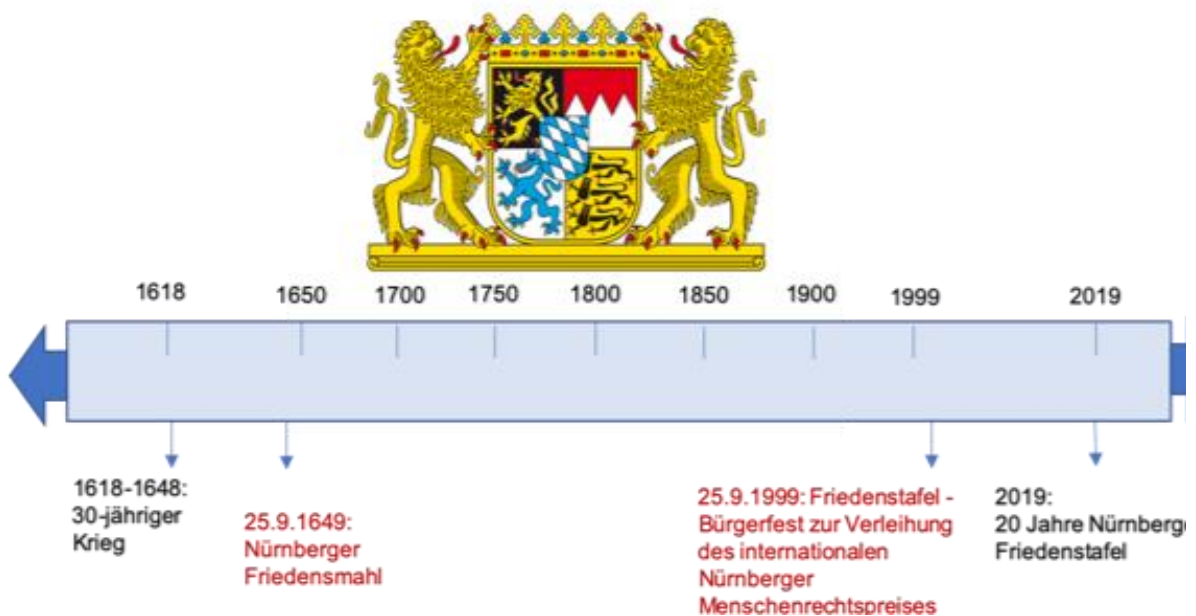 1618 1650 1700 1750 1800 1850 1900 1999 2019
1618-1648:
30-jähriger
Krieg
25.9.1649:
Nürnberger
Friedensmahl
25.9.1999: Friedenstafel -
Bürgerfest zur Verleihung
des internationalen
Nürnberger
Menschenrechtspreises
2019:
20 Jahre Nürnberge
Friedenstafel